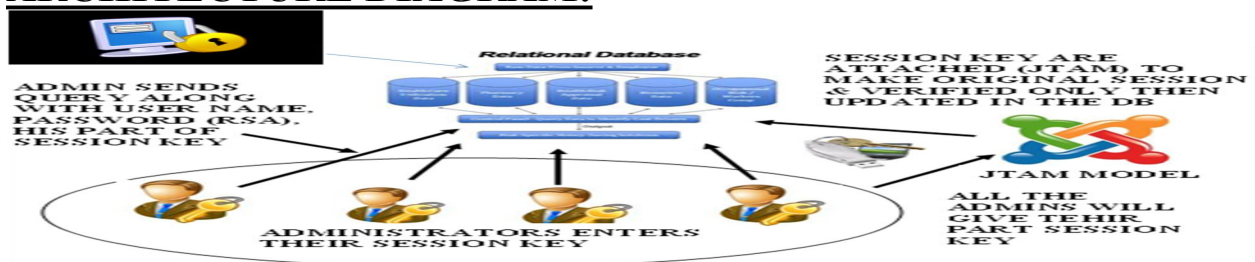 ARCHITECTURE DIAGRAM:
Relational Database
ADMIN SENDS
QUERY ALONG
WITH USER NAME,
PASSWORD (RSA),
HIS PART OF
SESSION KEY
SESSION KEY ARE
ATTACHED (JTAM) TO
MAKE ORIGINAL SESSION
& VERIFIED ONLY THEN
UPDATED IN THE DB
JTAM MODEL
ALL THE
ADMINS WILL
GIVE TEHIR
PART SESSION
KEY
ADMINISTRATORS ENTERS
THEIR SESSION KEY